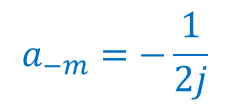 a_{-m} = -\frac{1}{2j}